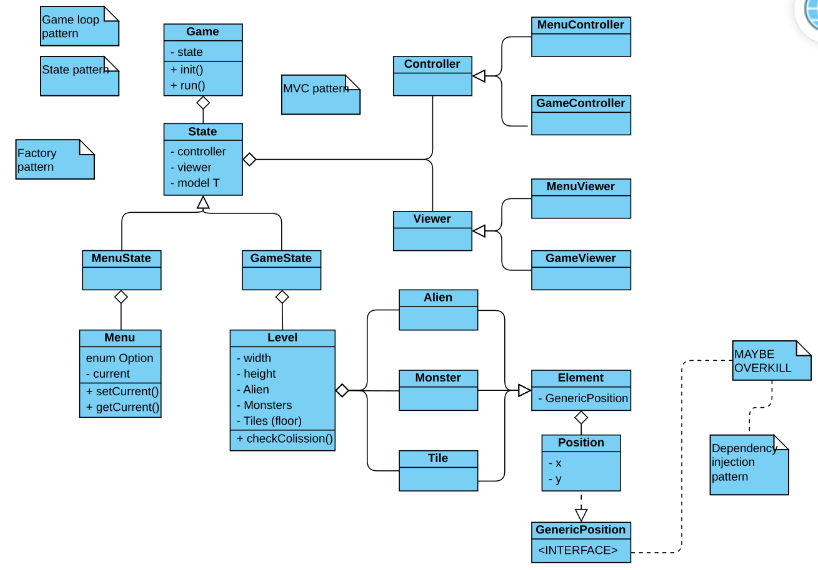 Game loop
pattern
State pattern
Factory
pattern
Game
- state
+ init()
+ run()
MVC pattern
State
- controller
- viewer
- model T
Controller
MenuController
GameController
Viewer
MenuViewer
GameViewer
MenuState
GameState
Menu
enum Option
- current
+ setCurrent()
+ getCurrent()
Level
- width
- height
- Alien
- Monsters
- Tiles (floor)
+ checkColission()
Alien
Monster
Tile
Element
- GenericPosition
Position
- x
- y
GenericPosition
<INTERFACE>
MAYBE
OVERKILL
Dependency
injection
pattern